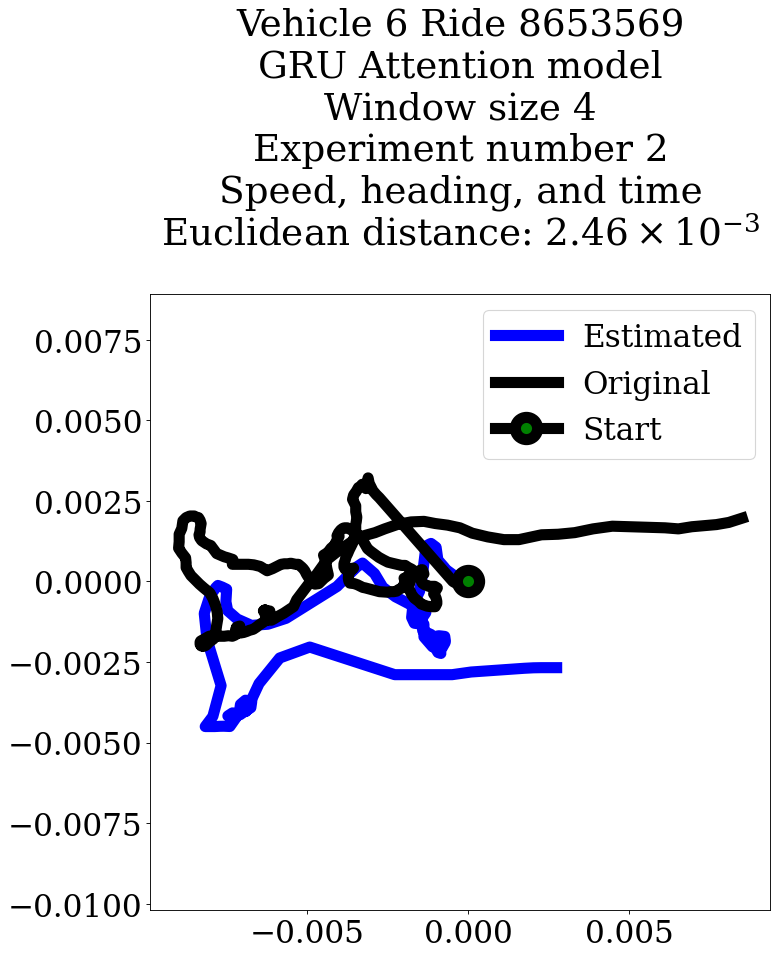 Vehicle 6 Ride 8653569
GRU Attention model
Window size 4
Experiment number 2
Speed, heading, and time
Euclidean distance: 2.46 × 10⁻³
Estimated
Original
Start
0.0075
0.0050
0.0025
0.0000
−0.0025
−0.0050
−0.0075
−0.0100
−0.005 0.000 0.005